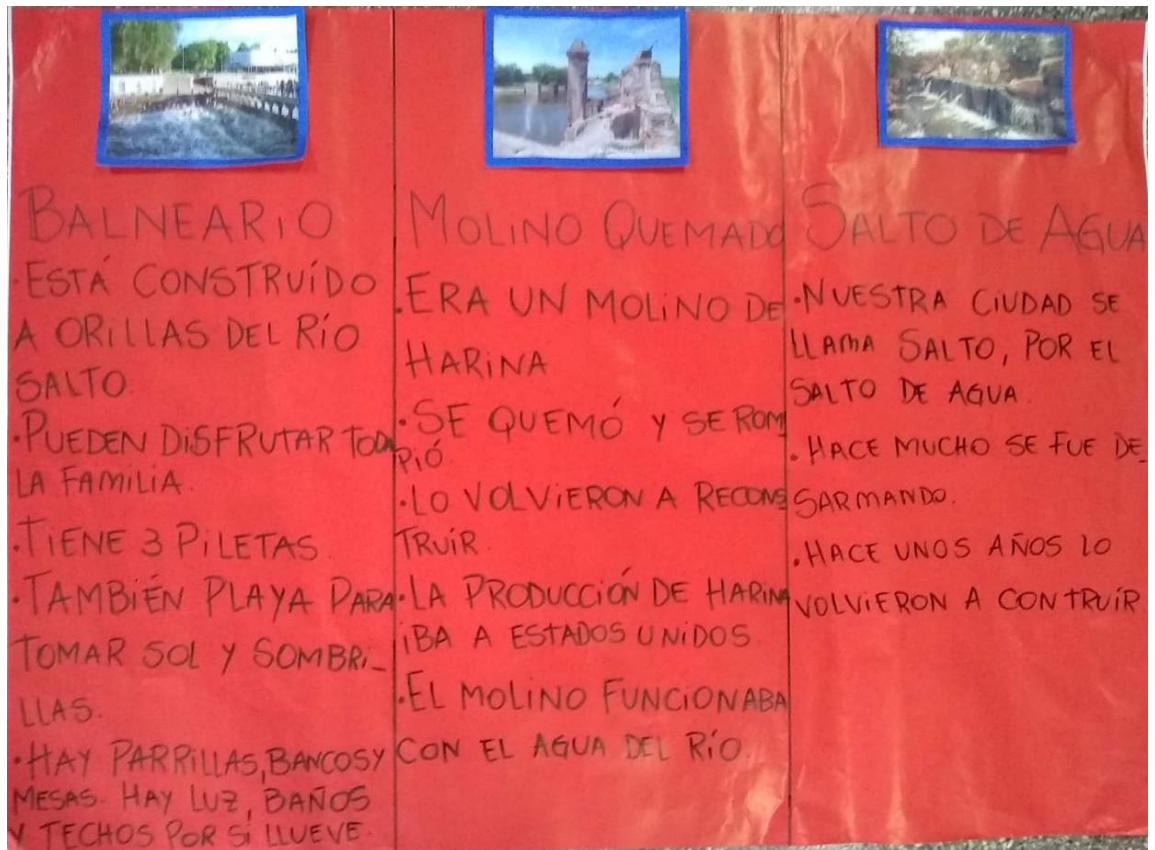 BALNEARIO
·ESTÁ CONSTRUÍDO
A ORILLAS DEL RÍO
SALTO.
·PUEDEN DISFRUTAR TODA
LA FAMILIA.
·TIENE 3 PILETAS.
·TAMBIÉN PLAYA PARA
TOMAR SOL Y SOMBRI-
LLAS.
·HAY PARRILLAS, BANCOS Y
MESAS. HAY LUZ, BAÑOS
Y TECHOS POR SÍ LLUEVE.
MOLINO QUEMADO
·ERA UN MOLINO DE
HARINA
·SE QUEMÓ Y SE ROM
PIÓ.
·LO VOLVIERON A RECONS
TRUÍR.
·LA PRODUCCIÓN DE HARINA
IBA A ESTADOS UNIDOS.
·EL MOLINO FUNCIONABA
CON EL AGUA DEL RÍO.
SALTO DE AGUA
·NUESTRA CIUDAD SE
LLAMA SALTO, POR EL
SALTO DE AGUA.
·HACE MUCHO SE FUE DE_
SARMANDO.
·HACE UNOS AÑOS LO
VOLVIERON A CONTRUÍR